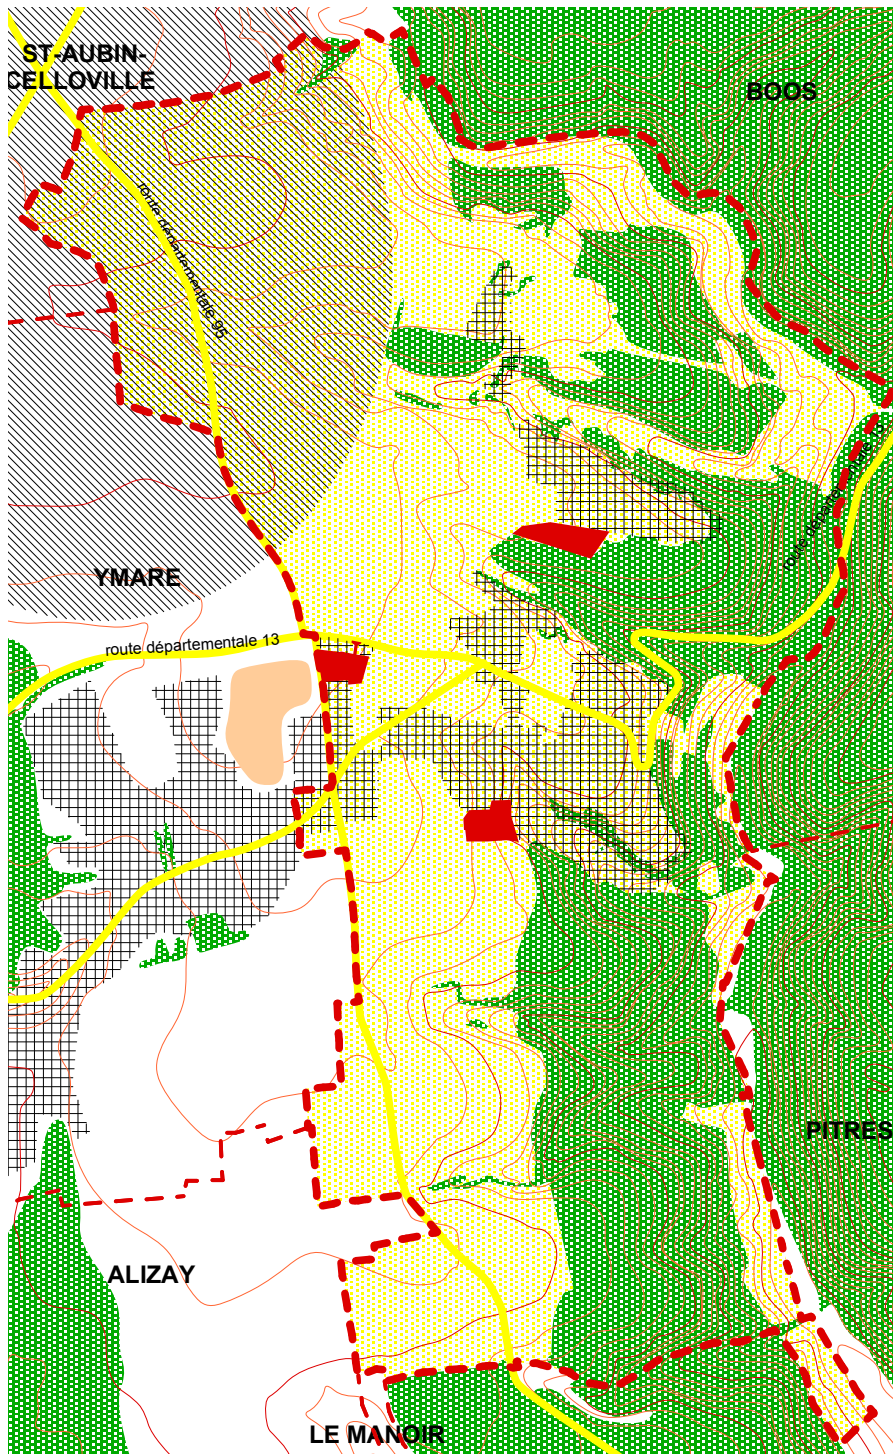 ST-AUBIN-
CELLOVILLE
BOOS
route départementale 95
YMARE
route départementale 13
T
PITRES
ALIZAY
LE MANOIR